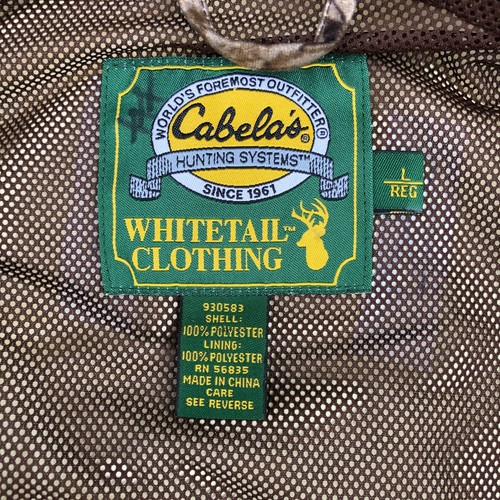 WORLD'S FOREMOST OUTFITTER®
Cabela's
HUNTING SYSTEMS™
SINCE 1961
WHITETAIL™
CLOTHING
L
REG
930583
SHELL:
100% POLYESTER
LINING:
100% POLYESTER
RN 56835
MADE IN CHINA
CARE
SEE REVERSE